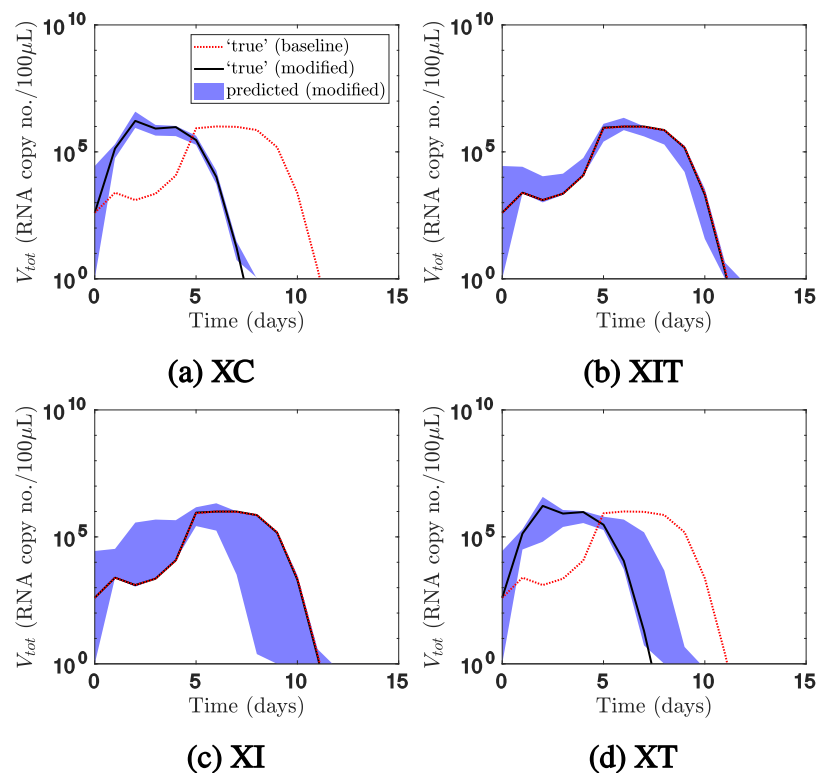 10^10
10^5
10^0
V_tot (RNA copy no./100μL)
'true' (baseline)
'true' (modified)
predicted (modified)
0 5 10 15
Time (days)
(a) XC
10^10
10^5
10^0
V_tot (RNA copy no./100μL)
0 5 10 15
Time (days)
(b) XIT
10^10
10^5
10^0
V_tot (RNA copy no./100μL)
0 5 10 15
Time (days)
(c) XI
10^10
10^5
10^0
V_tot (RNA copy no./100μL)
0 5 10 15
Time (days)
(d) XT